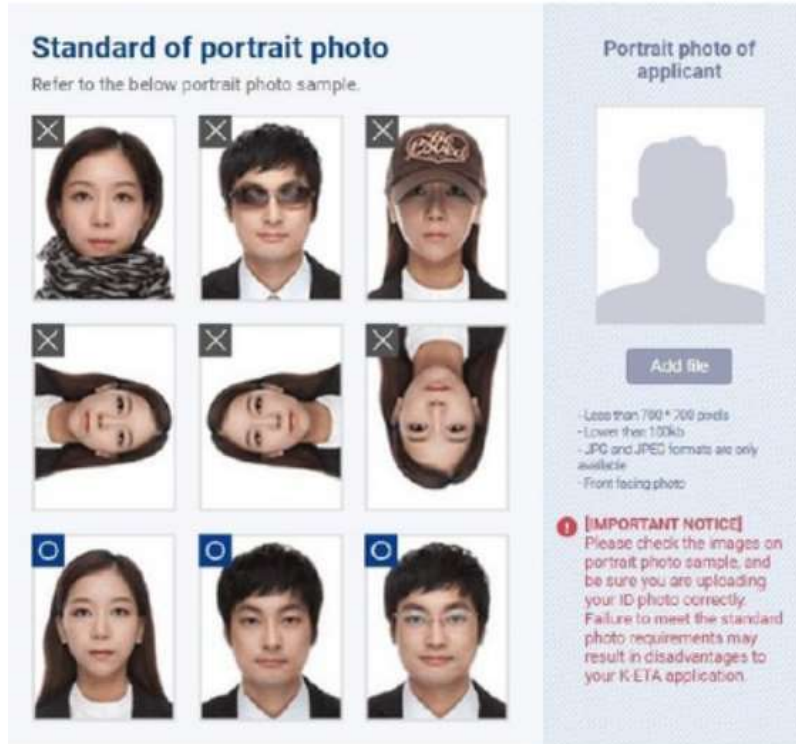 Standard of portrait photo
Refer to the below portrait photo sample.
Be
Loved
Portrait photo of
applicant
Add file
- Less than 700 * 700 pixels
- Lower than 100kb
- JPG and JPEG formats are only
available
- Front facing photo
[IMPORTANT NOTICE]
Please check the images on
portrait photo sample, and
be sure you are uploading
your ID photo correctly.
Failure to meet the standard
photo requirements may
result in disadvantages to
your K-ETA application.